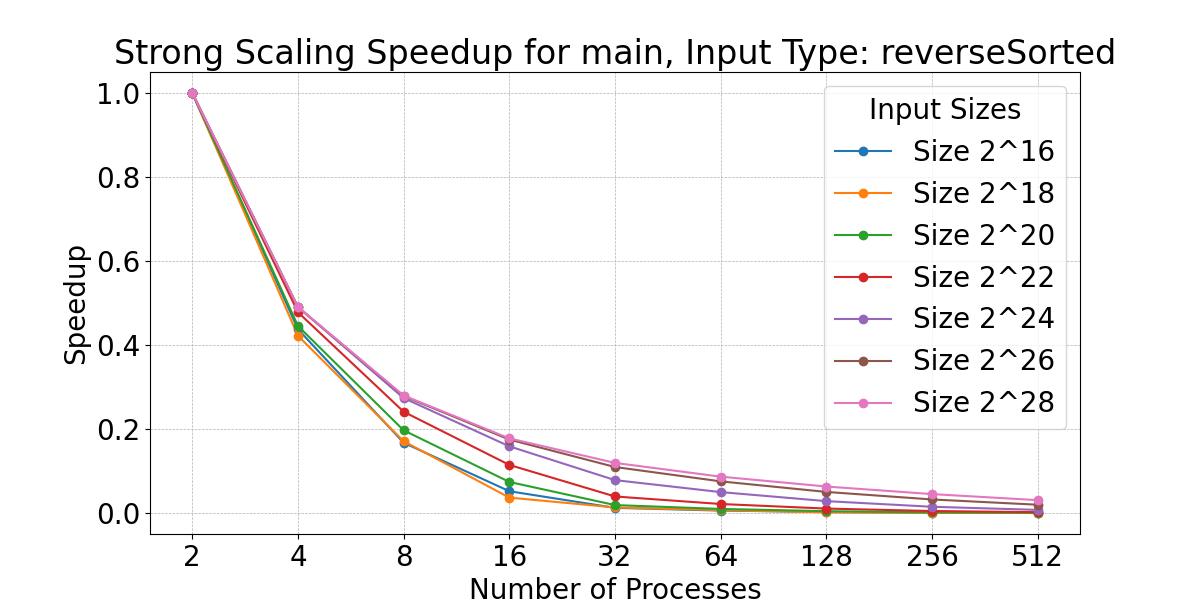 Strong Scaling Speedup for main, Input Type: reverseSorted
Speedup
1.0
0.8
0.6
0.4
0.2
0.0
Input Sizes
Size 2^16
Size 2^18
Size 2^20
Size 2^22
Size 2^24
Size 2^26
Size 2^28
2 4 8 16 32 64 128 256 512
Number of Processes